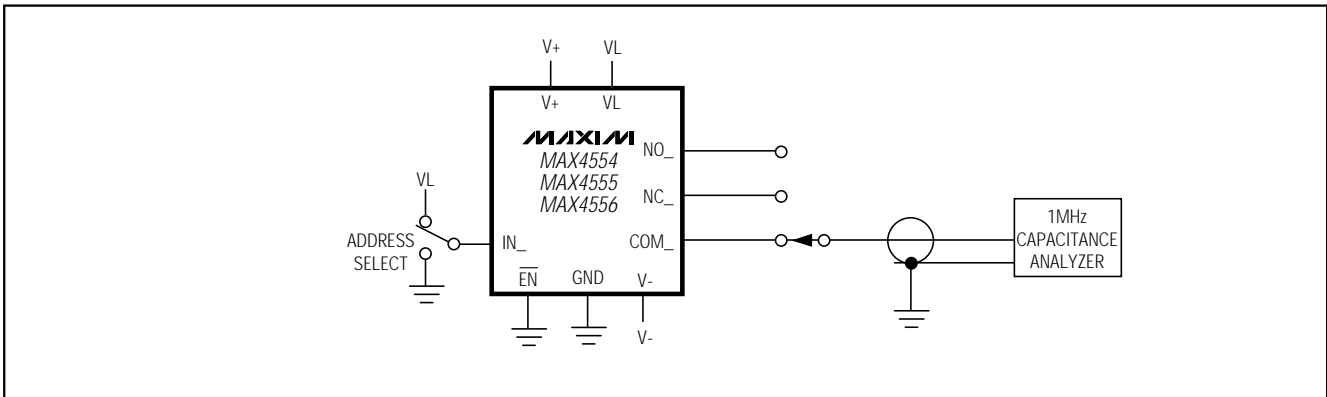 V+ VL
V+ VL
MAXIM
MAX4554
MAX4555
MAX4556
NO_
NC_
COM_
VL
ADDRESS
SELECT
IN_
EN GND V-
V-
1MHz
CAPACITANCE
ANALYZER